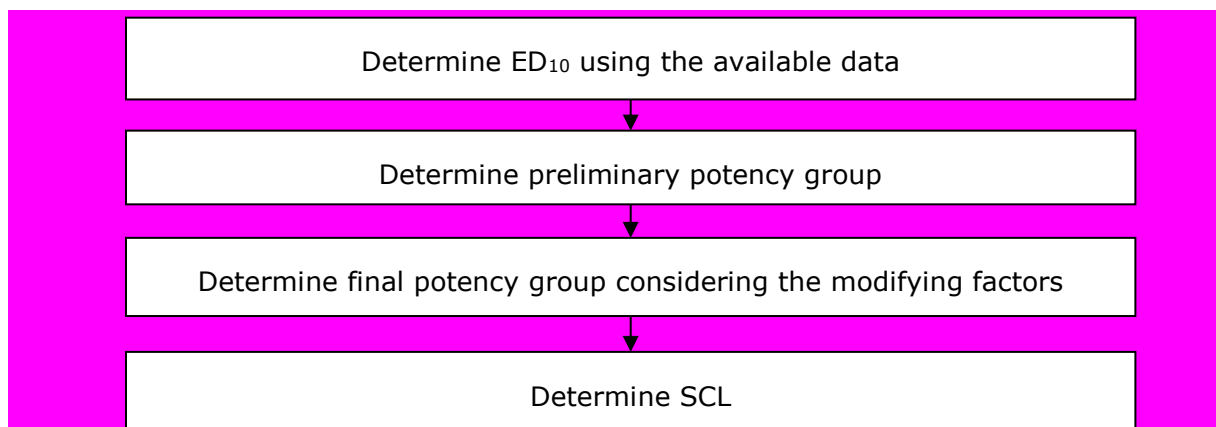 Determine ED₁₀ using the available data
Determine preliminary potency group
Determine final potency group considering the modifying factors
Determine SCL